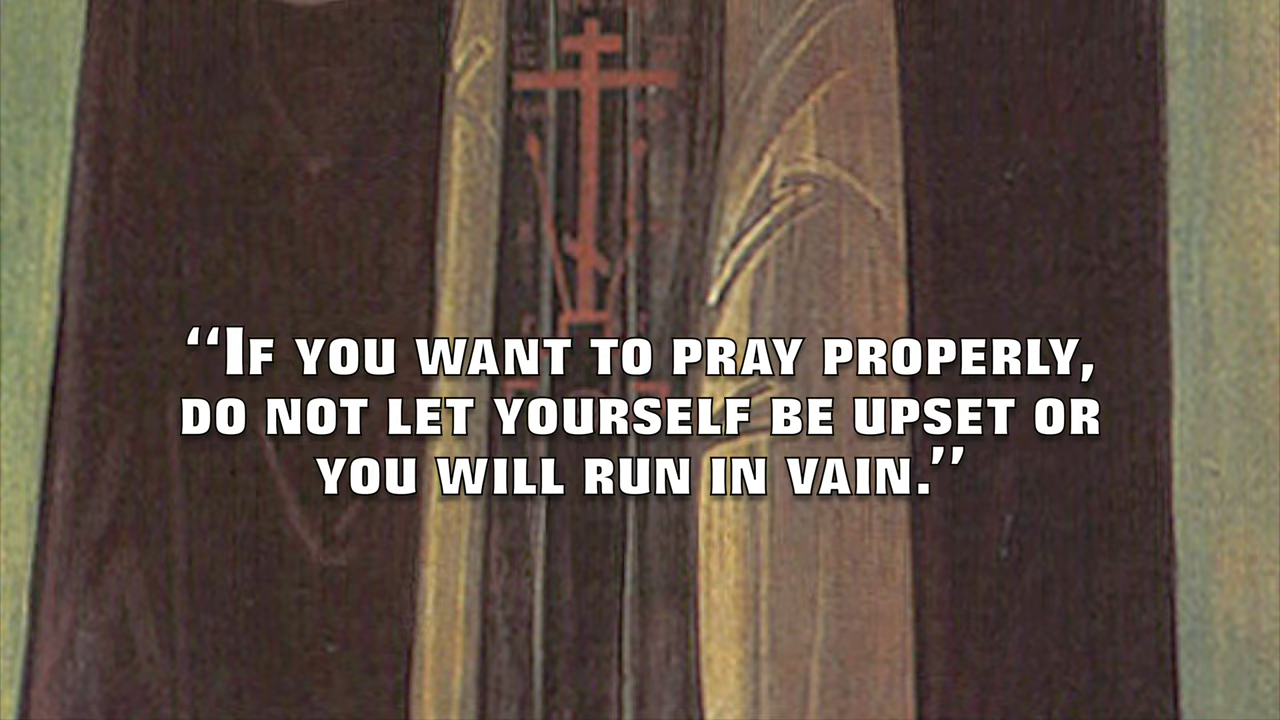 “If you want to pray properly,
do not let yourself be upset or
you will run in vain.”